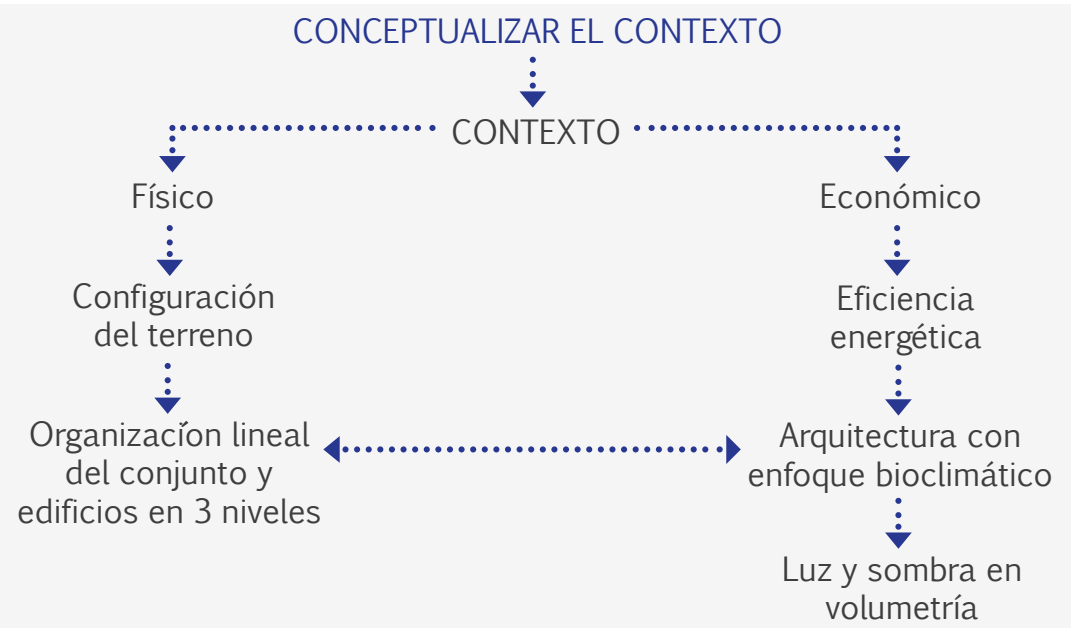 CONCEPTUALIZAR EL CONTEXTO
CONTEXTO
Físico
Económico
Configuración
del terreno
Eficiencia
energética
Organizacíon lineal
del conjunto y
edificios en 3 niveles
Arquitectura con
enfoque bioclimático
Luz y sombra en
volumetría